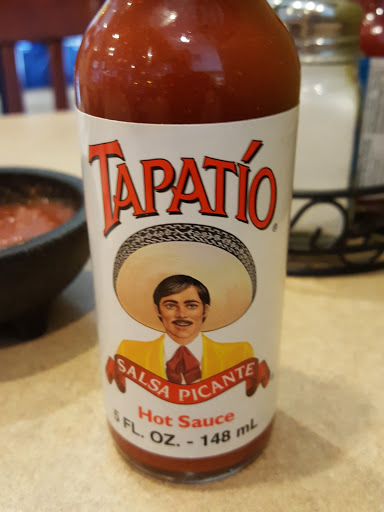 TAPATÍO®
SALSA PICANTE
Hot Sauce
5 FL. OZ. - 148 mL